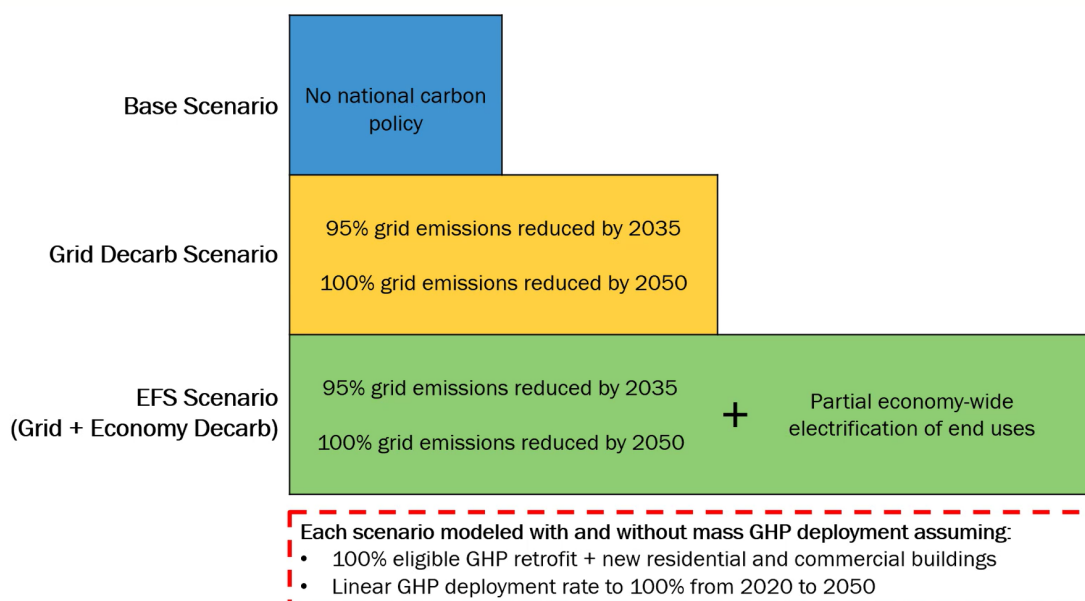 Base Scenario
No national carbon
policy
Grid Decarb Scenario
95% grid emissions reduced by 2035
100% grid emissions reduced by 2050
EFS Scenario
(Grid + Economy Decarb)
95% grid emissions reduced by 2035
100% grid emissions reduced by 2050
+
Partial economy-wide
electrification of end uses
Each scenario modeled with and without mass GHP deployment assuming:
• 100% eligible GHP retrofit + new residential and commercial buildings
• Linear GHP deployment rate to 100% from 2020 to 2050